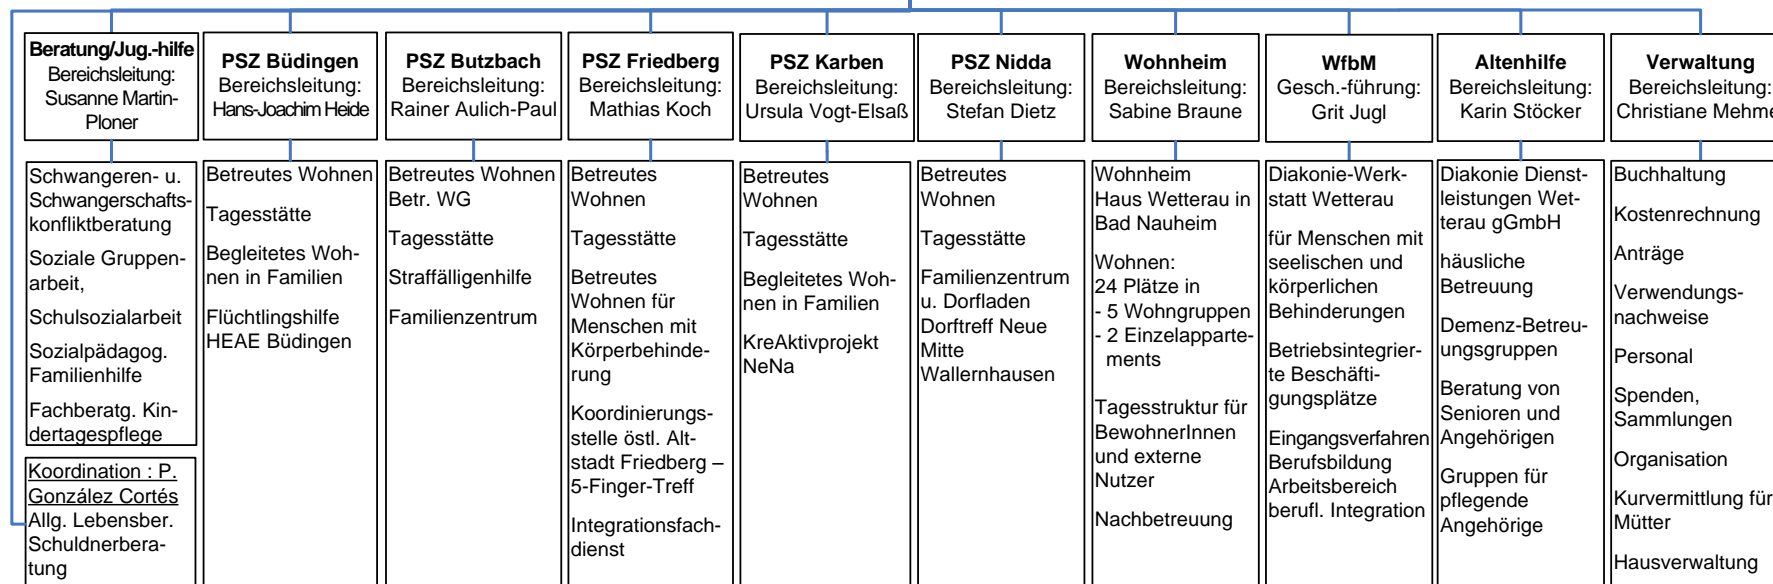 Beratung/Jug.-hilfe
Bereichsleitung:
Susanne Martin-
Ploner
Schwangeren- u.
Schwangerschafts-
konfliktberatung
Soziale Gruppen-
arbeit,
Schulsozialarbeit
Sozialpädagog.
Familienhilfe
Fachberatg. Kin-
dertagespflege
Koordination : P.
González Cortés
Allg. Lebensber.
Schuldnerbera-
tung
PSZ Büdingen
Bereichsleitung:
Hans-Joachim Heide
Betreutes Wohnen
Tagesstätte
Begleitetes Woh-
nen in Familien
Flüchtlingshilfe
HEAE Büdingen
PSZ Butzbach
Bereichsleitung:
Rainer Aulich-Paul
Betreutes Wohnen
Betr. WG
Tagesstätte
Straffälligenhilfe
Familienzentrum
PSZ Friedberg
Bereichsleitung:
Mathias Koch
Betreutes
Wohnen
Tagesstätte
Betreutes
Wohnen für
Menschen mit
Körperbehinde-
rung
Koordinierungs-
stelle östl. Alt-
stadt Friedberg –
5-Finger-Treff
Integrationsfach-
dienst
PSZ Karben
Bereichsleitung:
Ursula Vogt-Elsaß
Betreutes
Wohnen
Tagesstätte
Begleitetes Woh-
nen in Familien
KreAktivprojekt
NeNa
PSZ Nidda
Bereichsleitung:
Stefan Dietz
Betreutes
Wohnen
Tagesstätte
Familienzentrum
u. Dorfladen
Dorftreff Neue
Mitte
Wallernhausen
Wohnheim
Bereichsleitung:
Sabine Braune
Wohnheim
Haus Wetterau in
Bad Nauheim
Wohnen:
24 Plätze in
- 5 Wohngruppen
- 2 Einzelapparte-
ments
Tagesstruktur für
BewohnerInnen
und externe
Nutzer
Nachbetreuung
WfbM
Gesch.-führung:
Grit Jugl
Diakonie-Werk-
statt Wetterau
für Menschen mit
seelischen und
körperlichen
Behinderungen
Betriebsintegrier-
te Beschäfti-
gungsplätze
Eingangsverfahren
Berufsbildung
Arbeitsbereich
berufl. Integration
Altenhilfe
Bereichsleitung:
Karin Stöcker
Diakonie Dienst-
leistungen Wet-
terau gGmbH
häusliche
Betreuung
Demenz-Betreu-
ungsgruppen
Beratung von
Senioren und
Angehörigen
Gruppen für
pflegende
Angehörige
Verwaltung
Bereichsleitung:
Christiane
Buchhaltung
Kostenrechnung
Anträge
Verwendungs-
nachweise
Personal
Spenden,
Sammlungen
Organisation
Kurvermittlung für
Mütter
Hausverwaltung